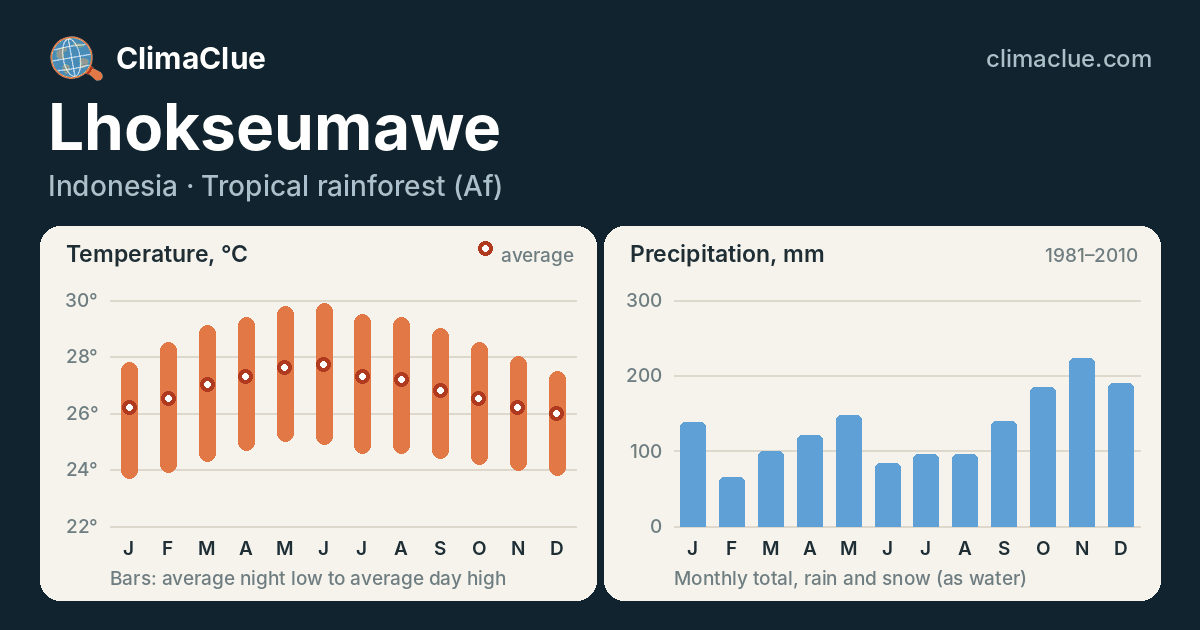 ClimaClue
climaclue.com
Lhokseumawe
Indonesia · Tropical rainforest (Af)
Temperature, °C
average
30°
28°
26°
24°
22°
J F M A M J J A S O N D
Bars: average night low to average day high
Precipitation, mm
1981–2010
300
200
100
0
J F M A M J J A S O N D
Monthly total, rain and snow (as water)